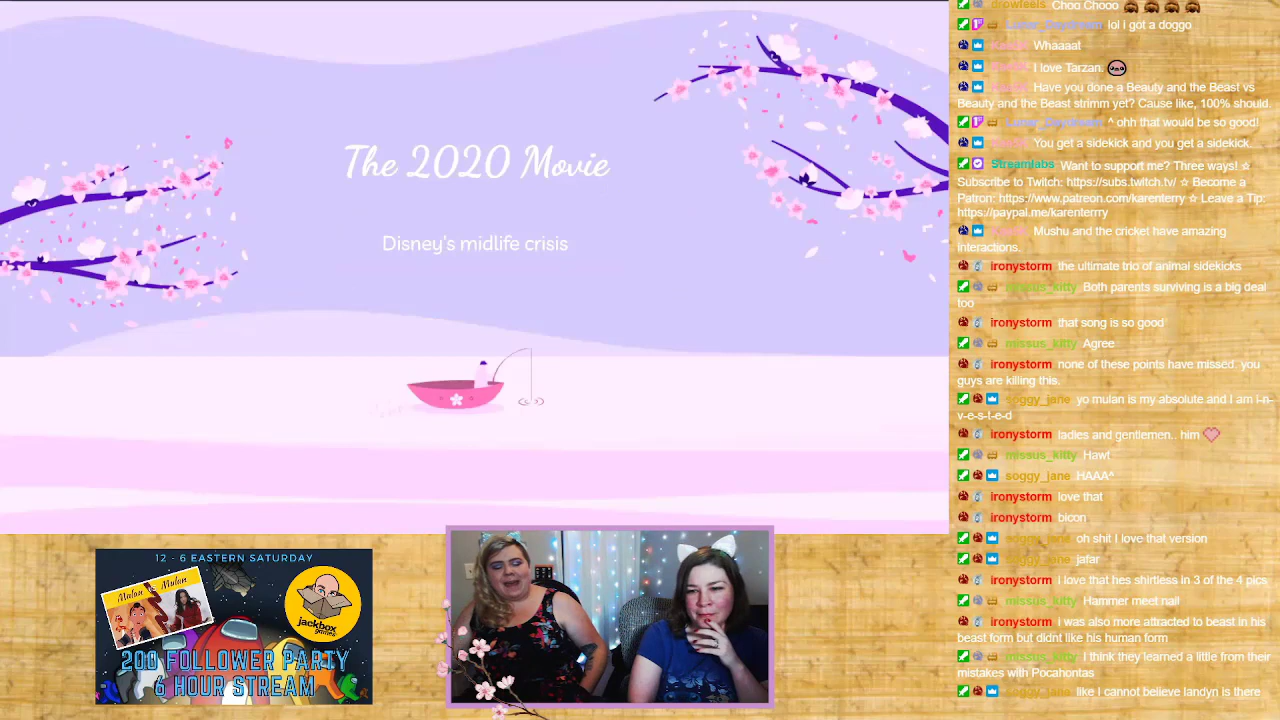 The 2020 Movie
Disney's midlife crisis
12 - 6 EASTERN SATURDAY
Mulan Mulan
jackbox
games
200 FOLLOWER PARTY
6 HOUR STREAM
drowfeels Choo Chooo
lol i got a doggo
Whaaaat
I love Tarzan.
Have you done a Beauty and the Beast vs
Beauty and the Beast strimm yet? Cause like, 100% should.
^ ohh that would be so good!
You get a sidekick and you get a sidekick.
Streamlabs Want to support me? Three ways! ☆
Subscribe to Twitch: https://subs.twitch.tv/ ☆ Become a
Patron: https://www.patreon.com/karenterry ☆ Leave a Tip:
https://paypal.me/karenterrry
Mushu and the cricket have amazing
interactions.
ironystorm the ultimate trio of animal sidekicks
missus_kitty Both parents surviving is a big deal
too
ironystorm that song is so good
missus_kitty Agree
ironystorm none of these points have missed. you
guys are killing this.
soggy_jane yo mulan is my absolute and I am i-n-
v-e-s-t-e-d
ironystorm ladies and gentlemen.. him
missus_kitty Hawt
soggy_jane HAAA^
ironystorm love that
ironystorm bicon
soggy_jane oh shit I love that version
soggy_jane jafar
ironystorm i love that hes shirtless in 3 of the 4 pics
missus_kitty Hammer meet nail
ironystorm i was also more attracted to beast in his
beast form but didnt like his human form
missus_kitty I think they learned a little from their
mistakes with Pocahontas
soggy_jane like I cannot believe landyn is there